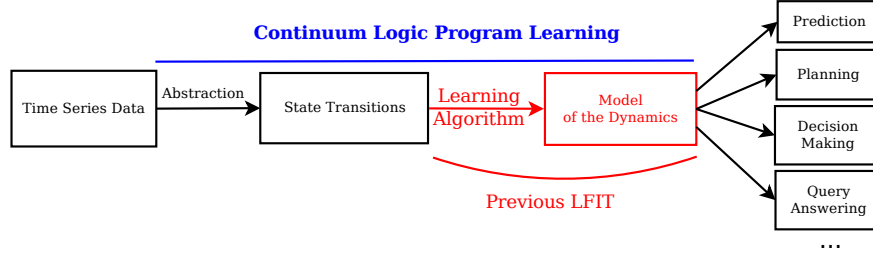 Continuum Logic Program Learning
Time Series Data
Abstraction
State Transitions
Learning
Algorithm
Model
of the Dynamics
Previous LFIT
Prediction
Planning
Decision
Making
Query
Answering
...